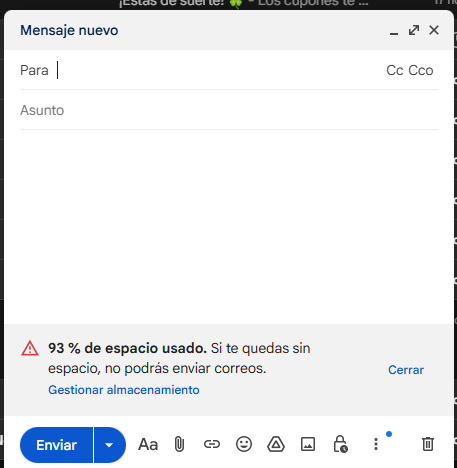 ¡Estás de suerte! 🍀 - Los cupones te ...
Mensaje nuevo
Para
Cc Cco
Asunto
93 % de espacio usado. Si te quedas sin
espacio, no podrás enviar correos.
Cerrar
Gestionar almacenamiento
Enviar
Aa